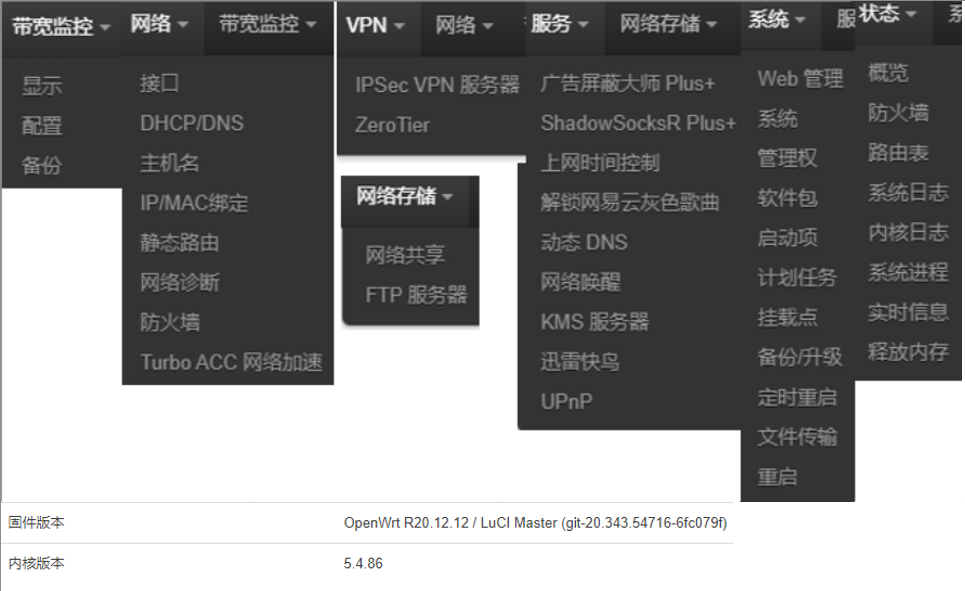 带宽监控
显示
配置
备份
网络
接口
DHCP/DNS
主机名
IP/MAC绑定
静态路由
网络诊断
防火墙
Turbo ACC 网络加速
带宽监控
VPN
IPSec VPN 服务器
ZeroTier
网络
网络存储
网络共享
FTP 服务器
服务
广告屏蔽大师 Plus+
ShadowSocksR Plus+
上网时间控制
解锁网易云灰色歌曲
动态 DNS
网络唤醒
KMS 服务器
迅雷快鸟
UPnP
网络存储
系统
Web 管理
系统
管理权
软件包
启动项
计划任务
挂载点
备份/升级
定时重启
文件传输
重启
服
状态
概览
防火墙
路由表
系统日志
内核日志
系统进程
实时信息
释放内存
固件版本 OpenWrt R20.12.12 / LuCI Master (git-20.343.54716-6fc079f)
内核版本 5.4.86